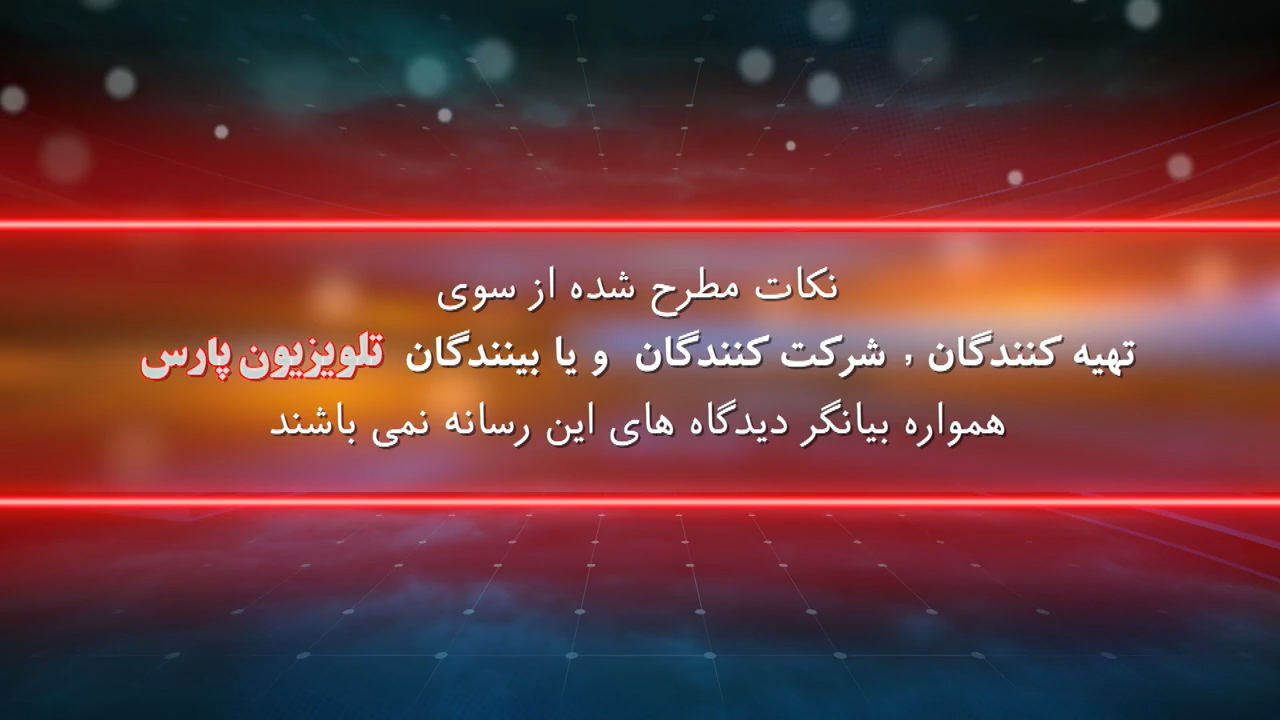 نکات مطرح شده از سوی
تهیه کنندگان , شرکت کنندگان و یا بینندگان تلویزیون پارس
همواره بیانگر دیدگاه های این رسانه نمی باشند